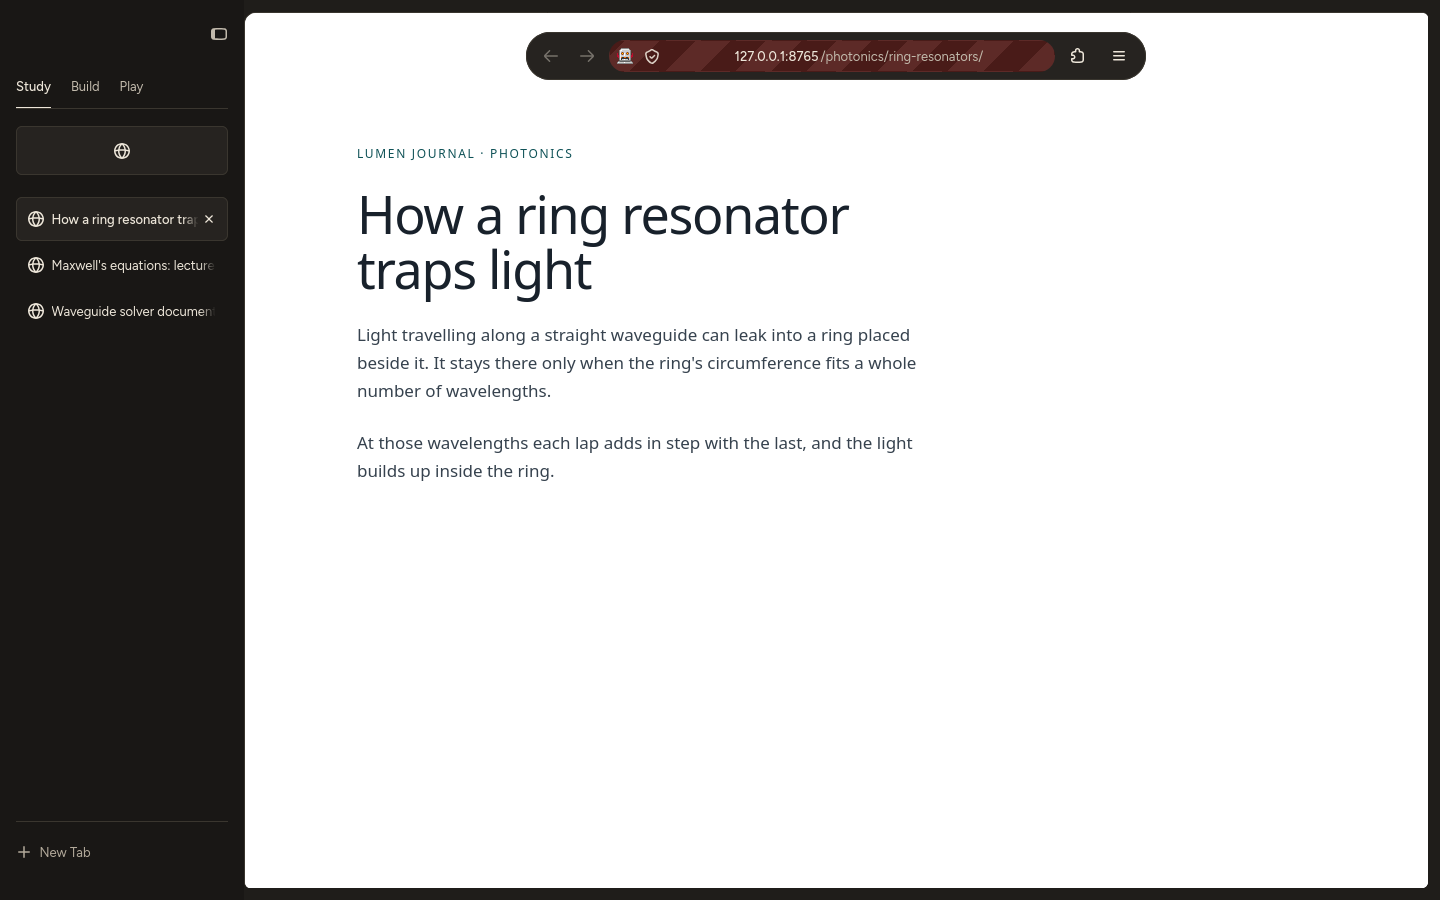 Study Build Play
How a ring resonator tra
Maxwell's equations: lecture
Waveguide solver document
New Tab
127.0.0.1:8765/photonics/ring-resonators/
LUMEN JOURNAL · PHOTONICS
How a ring resonator
traps light
Light travelling along a straight waveguide can leak into a ring placed
beside it. It stays there only when the ring's circumference fits a whole
number of wavelengths.
At those wavelengths each lap adds in step with the last, and the light
builds up inside the ring.